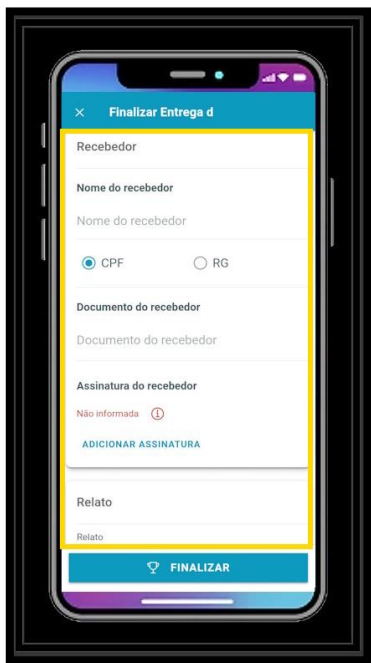 Finalizar Entrega d
Recebedor
Nome do recebedor
Nome do recebedor
CPF RG
Documento do recebedor
Documento do recebedor
Assinatura do recebedor
Não informada
ADICIONAR ASSINATURA
Relato
Relato
FINALIZAR